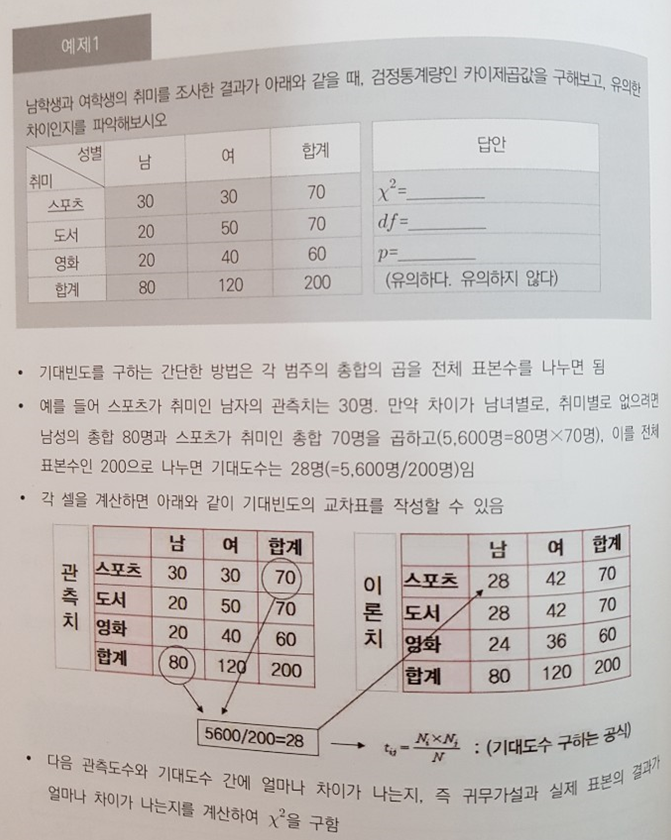 예제1
남학생과 여학생의 취미를 조사한 결과가 아래와 같을 때, 검정통계량인 카이제곱값을 구해보고, 유의한
차이인지를 파악해보시오
성별 취미 남 여 합계
스포츠 30 30 70
도서 20 50 70
영화 20 40 60
합계 80 120 200
답안
χ²=________
df=________
p=________
(유의하다. 유의하지 않다)
• 기대빈도를 구하는 간단한 방법은 각 범주의 총합의 곱을 전체 표본수를 나누면 됨
• 예를 들어 스포츠가 취미인 남자의 관측치는 30명. 만약 차이가 남녀별로, 취미별로 없으려면
남성의 총합 80명과 스포츠가 취미인 총합 70명을 곱하고(5,600명=80명×70명), 이를 전체
표본수인 200으로 나누면 기대도수는 28명(=5,600명/200명)임
• 각 셀을 계산하면 아래와 같이 기대빈도의 교차표를 작성할 수 있음
관측치
남 여 합계
스포츠 30 30 70
도서 20 50 70
영화 20 40 60
합계 80 120 200
이론치
남 여 합계
스포츠 28 42 70
도서 28 42 70
영화 24 36 60
합계 80 120 200
5600/200=28
tᵢⱼ = Nᵢ×Nⱼ / N : (기대도수 구하는 공식)
• 다음 관측도수와 기대도수 간에 얼마나 차이가 나는지, 즉 귀무가설과 실제 표본의 결과가
얼마나 차이가 나는지를 계산하여 χ²을 구함